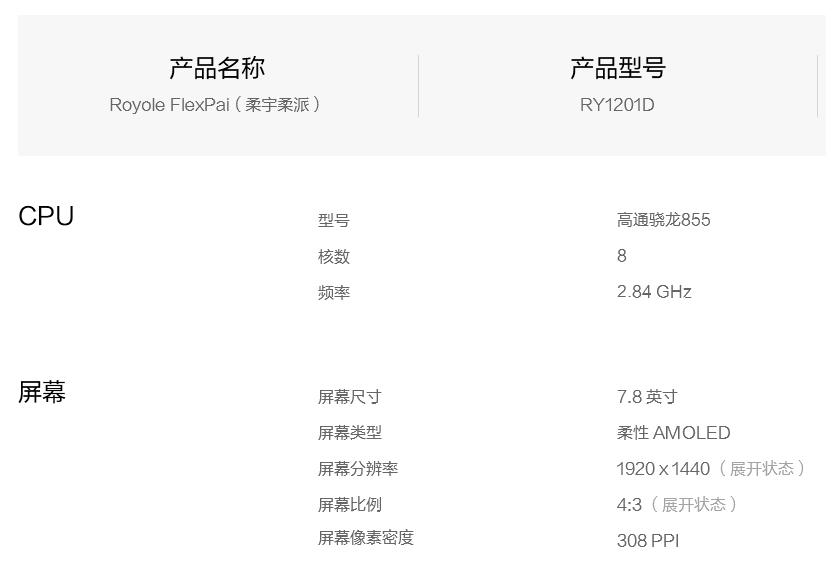 产品名称 产品型号
Royole FlexPai（柔宇柔派） RY1201D
CPU 型号 高通骁龙855
核数 8
频率 2.84 GHz
屏幕 屏幕尺寸 7.8 英寸
屏幕类型 柔性 AMOLED
屏幕分辨率 1920 x 1440（展开状态）
屏幕比例 4:3（展开状态）
屏幕像素密度 308 PPI